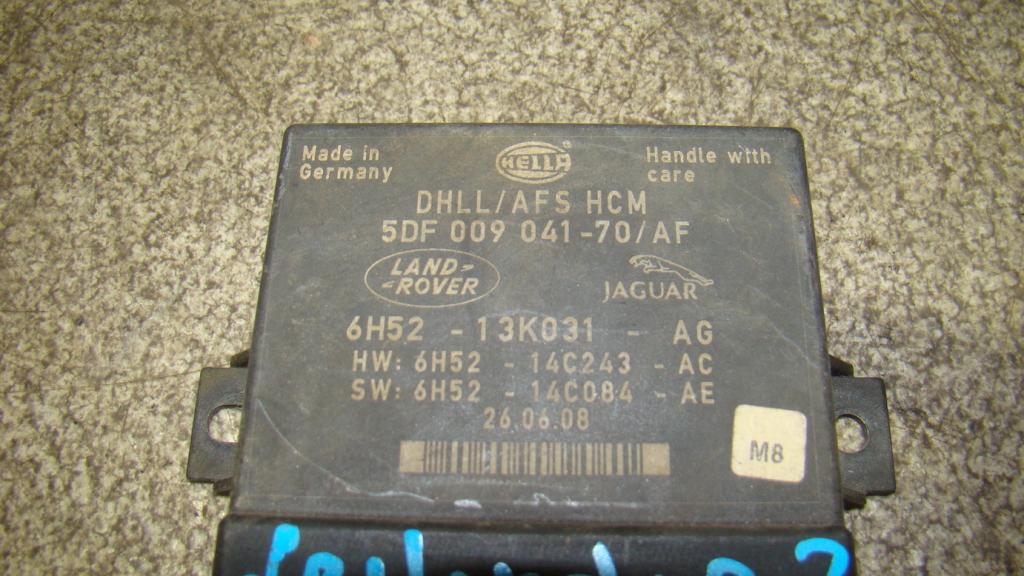 Made in Germany
HELLA
®
Handle with care
DHLL/AFS HCM
5DF 009 041-70/AF
LAND-
-ROVER
JAGUAR
6H52 - 13K031 - AG
HW: 6H52 - 14C243 - AC
SW: 6H52 - 14C084 - AE
26.06.08
M8